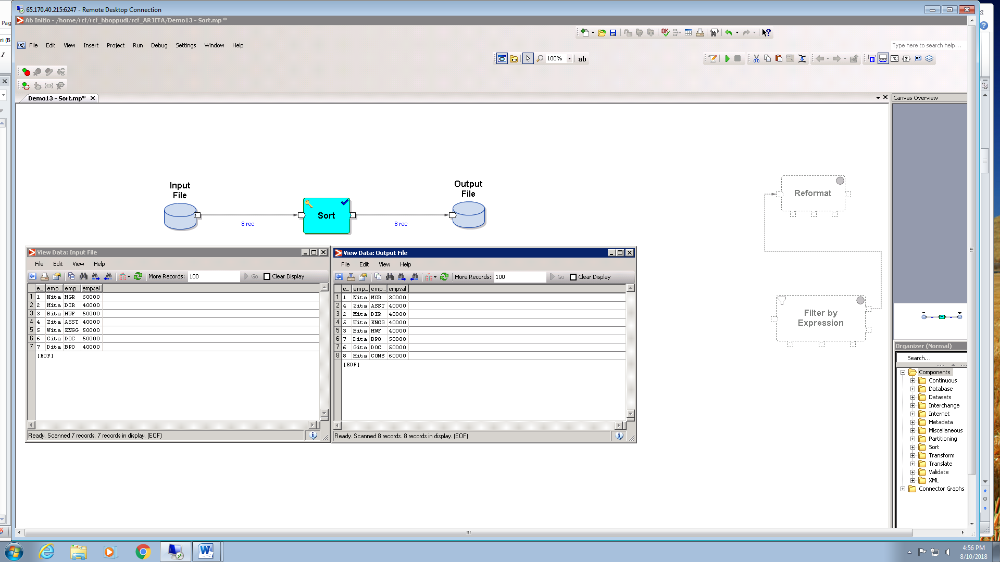 65.170.40.215:6247 - Remote Desktop Connection
Ab Initio - /home/rcf/rcf_hboppudi/rcf_ARJITA/Demo13 - Sort.mp *
Pag
ri (B
I
File Edit View Insert Project Run Debug Settings Window Help
Type here to search help...
100% ab
Demo13 - Sort.mp*
Canvas Overview
Input
File
8 rec
Sort
8 rec
Output
File
Reformat
Filter by
Expression
View Data: Input File
File Edit View Help
More Records: 100 Go Clear Display
e... emp... emp... empsal
1 1 Nita MGR 60000
2 2 Mita DIR 40000
3 3 Bita HWF 50000
4 4 Zita ASST 40000
5 5 Wita ENGG 50000
6 6 Gita DOC 50000
7 7 Dita BPO 40000
[EOF]
Ready. Scanned 7 records. 7 records in display. (EOF)
View Data: Output File
File Edit View Help
More Records: 100 Go Clear Display
e... emp... emp... empsal
1 1 Nita MGR 30000
2 4 Zita ASST 40000
3 2 Mita DIR 40000
4 5 Wita ENGG 40000
5 3 Bita HWF 40000
6 7 Dita BPO 50000
7 6 Gita DOC 50000
8 8 Hita CONS 60000
[EOF]
Ready. Scanned 8 records. 8 records in display. (EOF)
Organizer (Normal)
Search...
Components
Continuous
Database
Datasets
Interchange
Internet
Metadata
Miscellaneous
Partitioning
Sort
Transform
Translate
Validate
XML
Connector Graphs
4:56 PM
8/10/2018